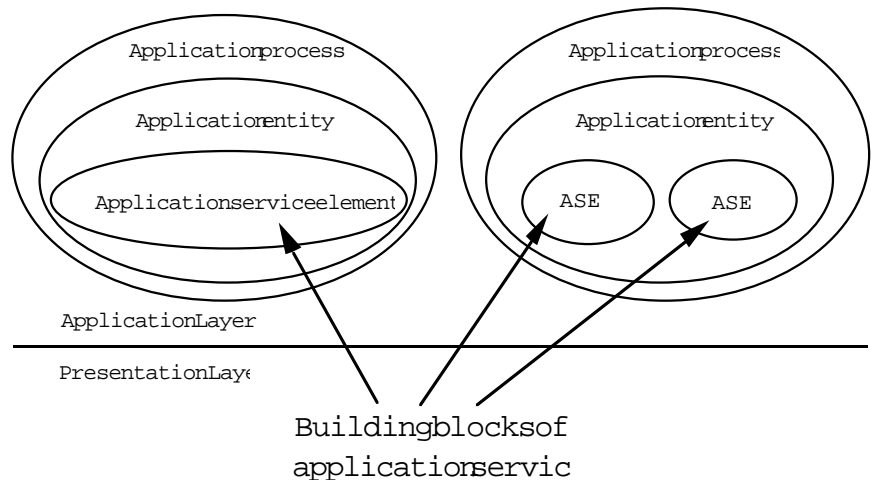 Applicationprocess
Applicationprocess
Applicationentity
Applicationentity
Applicationserviceelement
ASE
ASE
ApplicationLayer
PresentationLaye
Buildingblocksof
applicationservic